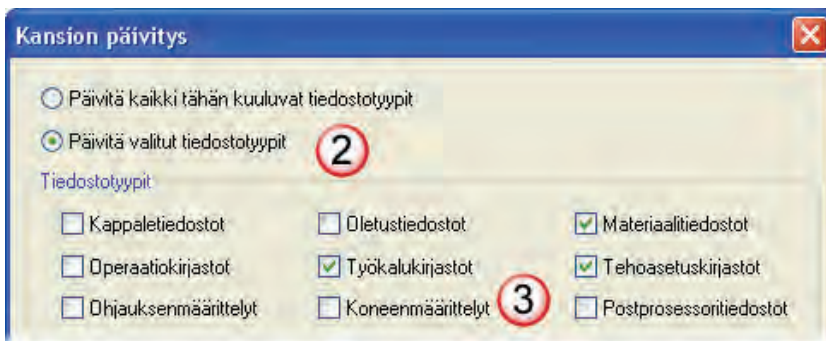 Kansion päivitys
Päivitä kaikki tähän kuuluvat tiedostotyypit
Päivitä valitut tiedostotyypit 2
Tiedostotyypit
Kappaletiedostot Oletustiedostot Materiaalitiedostot
Operaatiokirjastot Työkalukirjastot Tehoasetuskirjastot
Ohjauksenmäärittelyt Koneenmäärittelyt 3 Postprosessoritiedostot